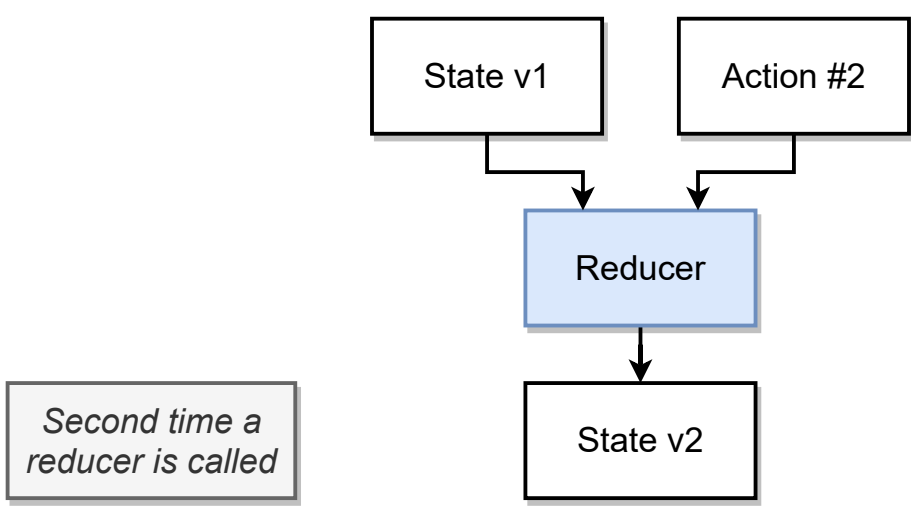 State v1
Action #2
Reducer
State v2
Second time a
reducer is called